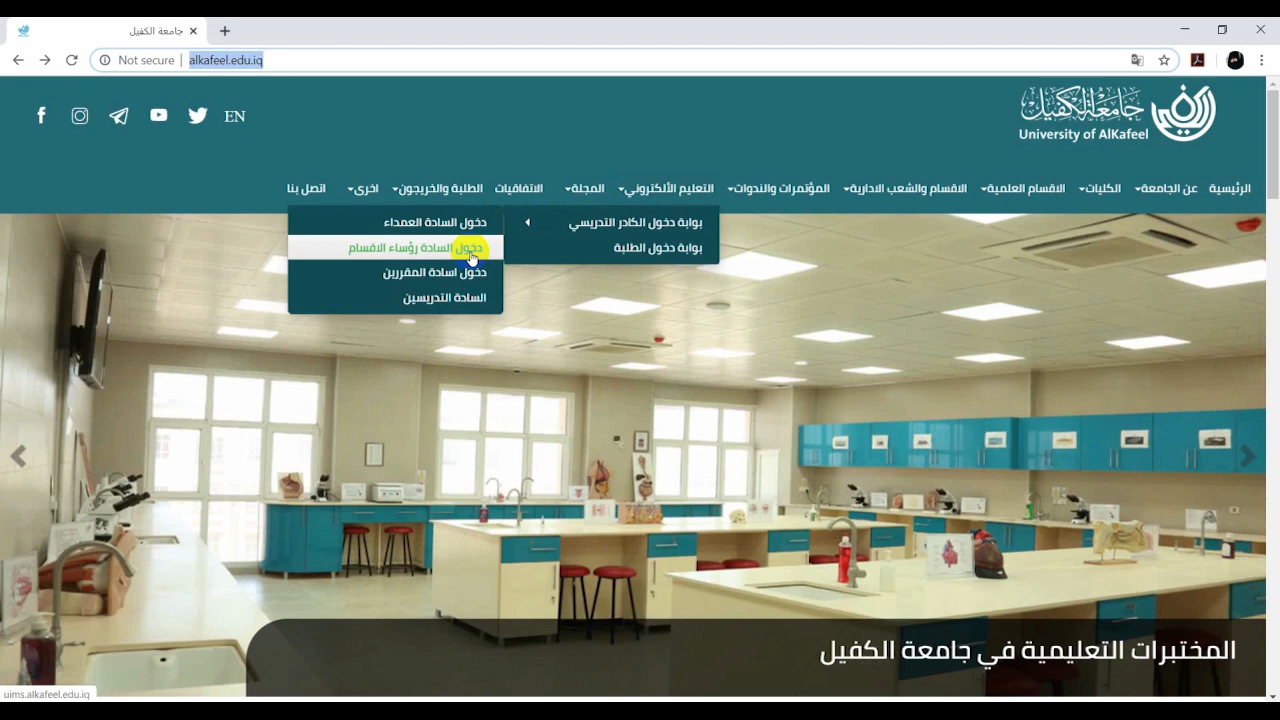 جامعة الكفيل
Not secure
alkafeel.edu.iq
EN
جامعة الكفيل
University of AlKafeel
الرئيسية
عن الجامعة
الكليات
الاقسام العلمية
الاقسام والشعب الادارية
المؤتمرات والندوات
التعليم الألكتروني
المجلة
الاتفاقيات
الطلبة والخريجون
اخرى
اتصل بنا
بوابة دخول الكادر التدريسي
بوابة دخول الطلبة
دخول السادة العمداء
دخول السادة رؤساء الاقسام
دخول اسادة المقررين
السادة التدريسين
المختبرات التعليمية في جامعة الكفيل
uims.alkafeel.edu.iq